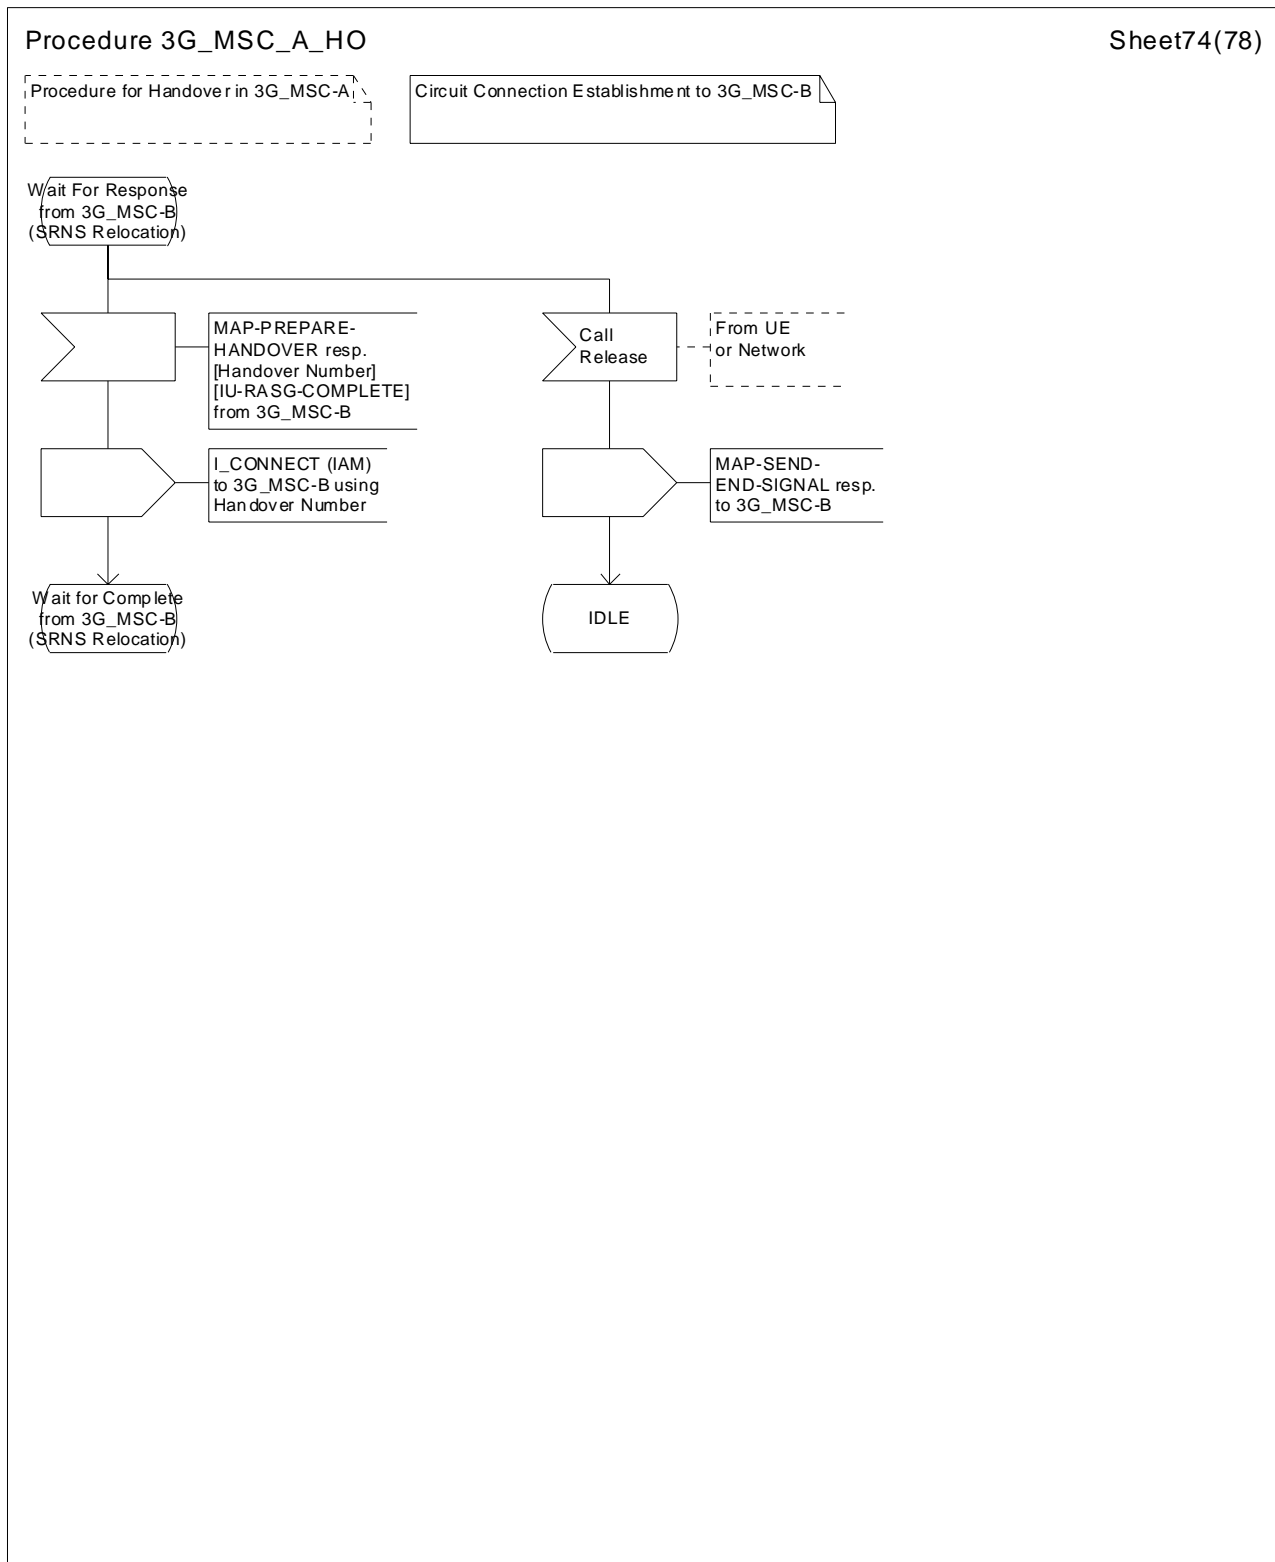 Procedure 3G_MSC_A_HO
Sheet74(78)
Procedure for Handover in 3G_MSC-A
Circuit Connection Establishment to 3G_MSC-B
Wait For Response
from 3G_MSC-B
(SRNS Relocation)
MAP-PREPARE-
HANDOVER resp.
[Handover Number]
[IU-RASG-COMPLETE]
from 3G_MSC-B
Call
Release
From UE
or Network
I_CONNECT (IAM)
to 3G_MSC-B using
Handover Number
MAP-SEND-
END-SIGNAL resp.
to 3G_MSC-B
Wait for Complete
from 3G_MSC-B
(SRNS Relocation)
IDLE